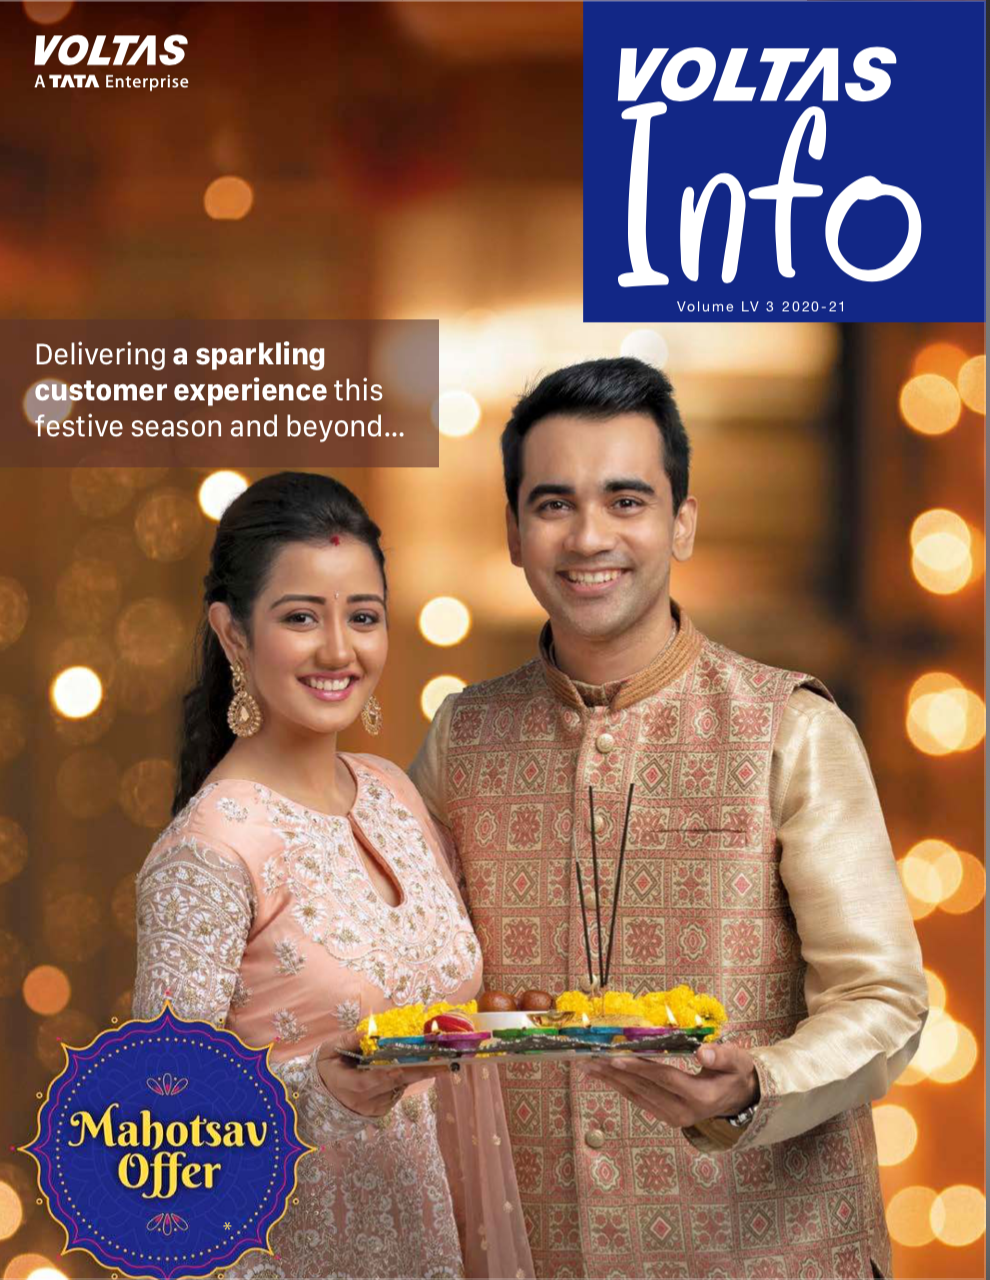 VOLTAS
A TATA Enterprise
VOLTAS
Info
Volume LV 3 2020-21
Delivering a sparkling
customer experience this
festive season and beyond...
Mahotsav
Offer
*